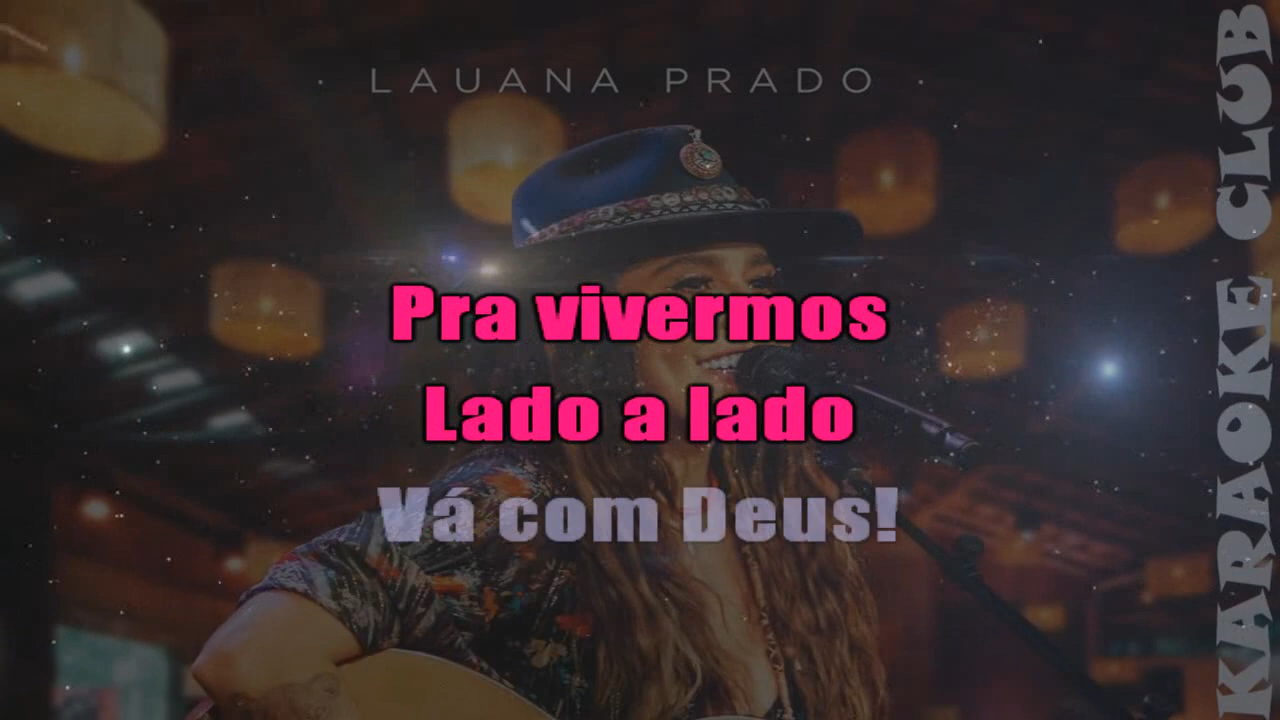 · LAUANA PRADO ·
Pra vivermos
Lado a lado
Vá com Deus!
KARAOKE CLUB